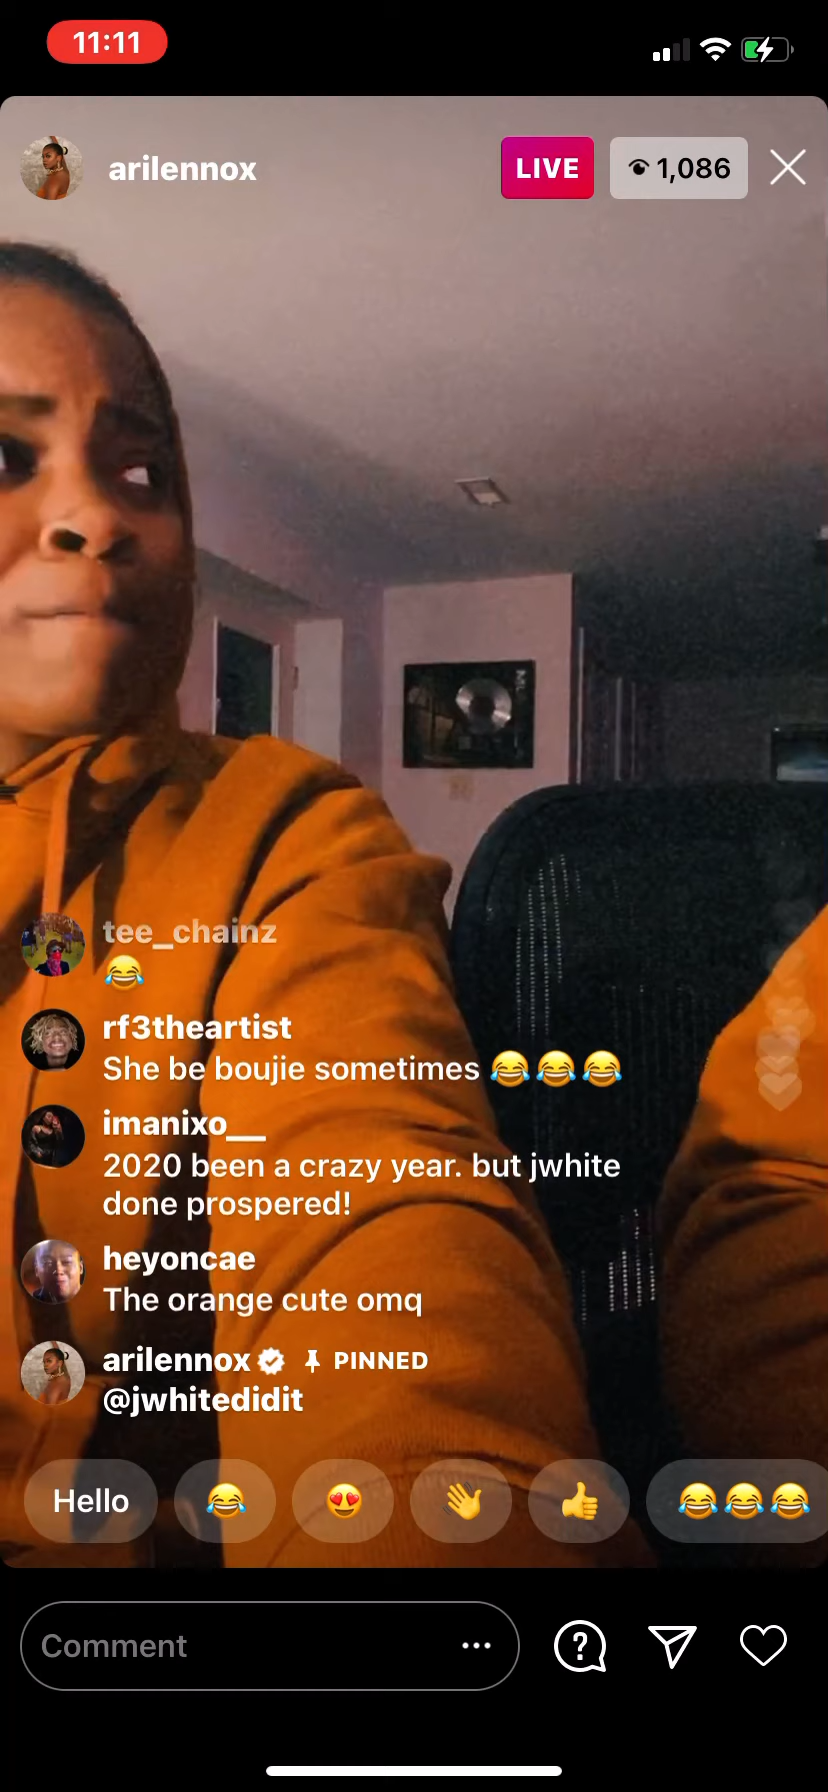 11:11
arilennox
LIVE
1,086
tee_chainz
😂
rf3theartist
She be boujie sometimes 😂😂😂
imanixo__
2020 been a crazy year. but jwhite
done prospered!
heyoncae
The orange cute omq
arilennox PINNED
@jwhitedidit
Hello 😂 😍 👋 👍 😂😂😂
Comment